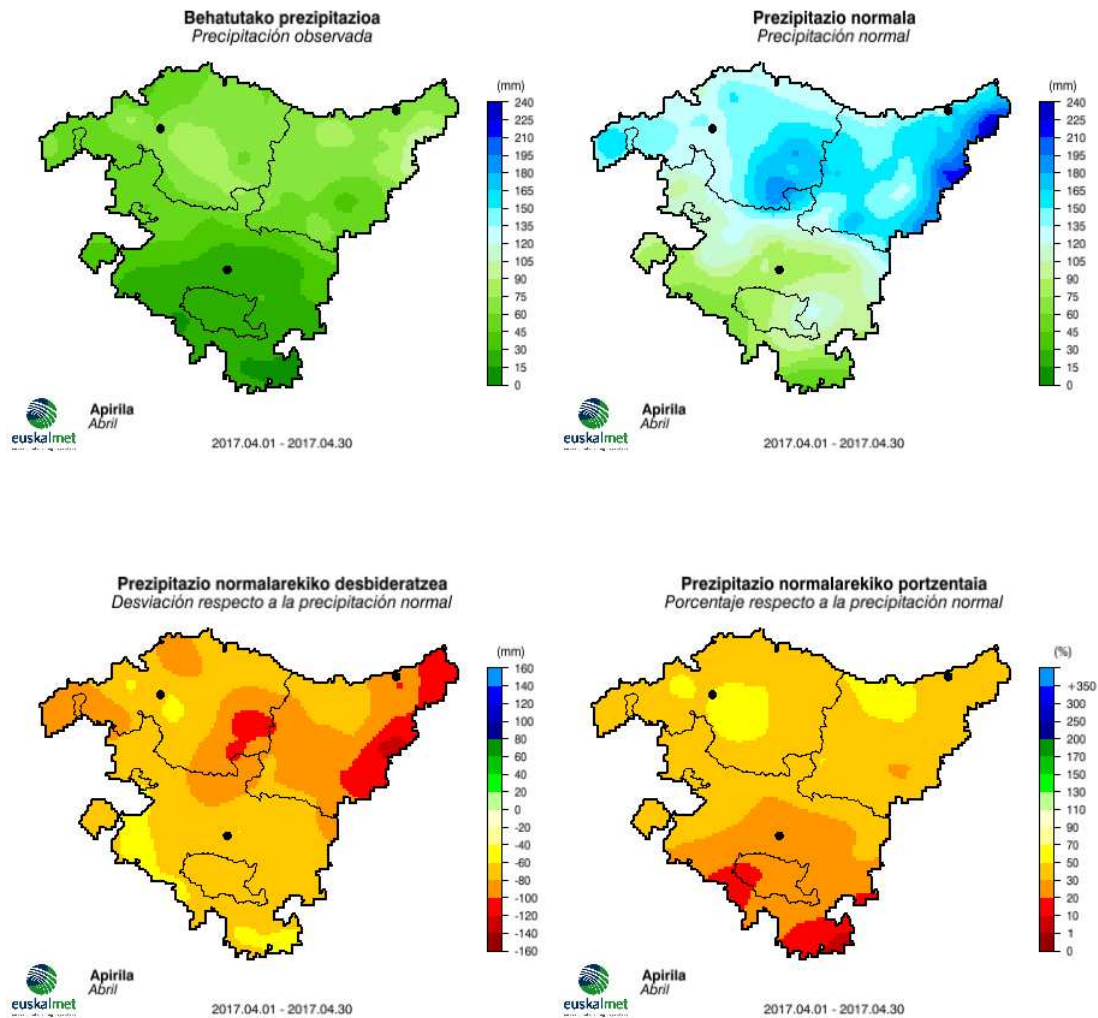 Behatutako prezipitazioa
Precipitación observada
(mm)
240
225
210
195
180
165
150
135
120
105
90
75
60
45
30
15
0
euskalmet
Apirila
Abril
2017.04.01 - 2017.04.30
Prezipitazio normala
Precipitación normal
(mm)
240
225
210
195
180
165
150
135
120
105
90
75
60
45
30
15
0
euskalmet
Apirila
Abril
2017.04.01 - 2017.04.30
Prezipitazio normalarekiko desbideratzea
Desviación respecto a la precipitación normal
(mm)
160
140
120
100
80
60
40
20
0
-20
-40
-60
-80
-100
-120
-140
-160
euskalmet
Apirila
Abril
2017.04.01 - 2017.04.30
Prezipitazio normalarekiko portzentaia
Porcentaje respecto a la precipitación normal
(%)
+350
300
250
200
170
150
130
110
90
70
50
30
20
10
1
0
euskalmet
Apirila
Abril
2017.04.01 - 2017.04.30